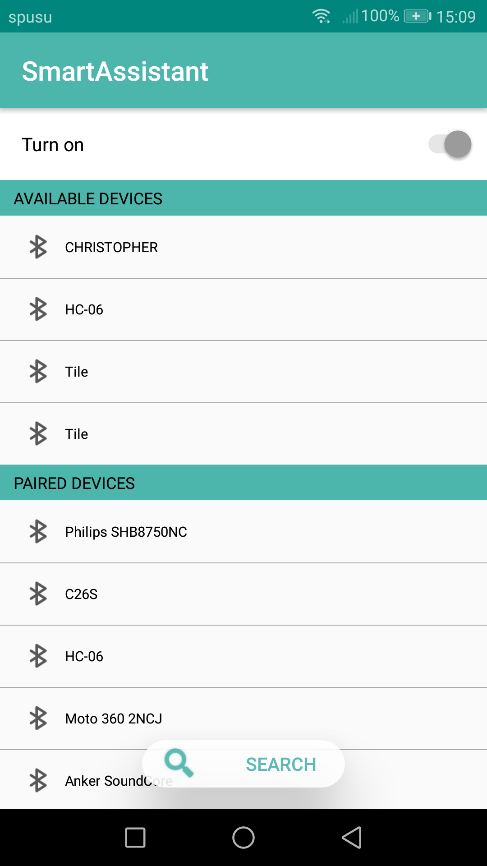 spusu 100% 15:09
SmartAssistant
Turn on
AVAILABLE DEVICES
CHRISTOPHER
HC-06
Tile
Tile
PAIRED DEVICES
Philips SHB8750NC
C26S
HC-06
Moto 360 2NCJ
SEARCH
Anker SoundCore